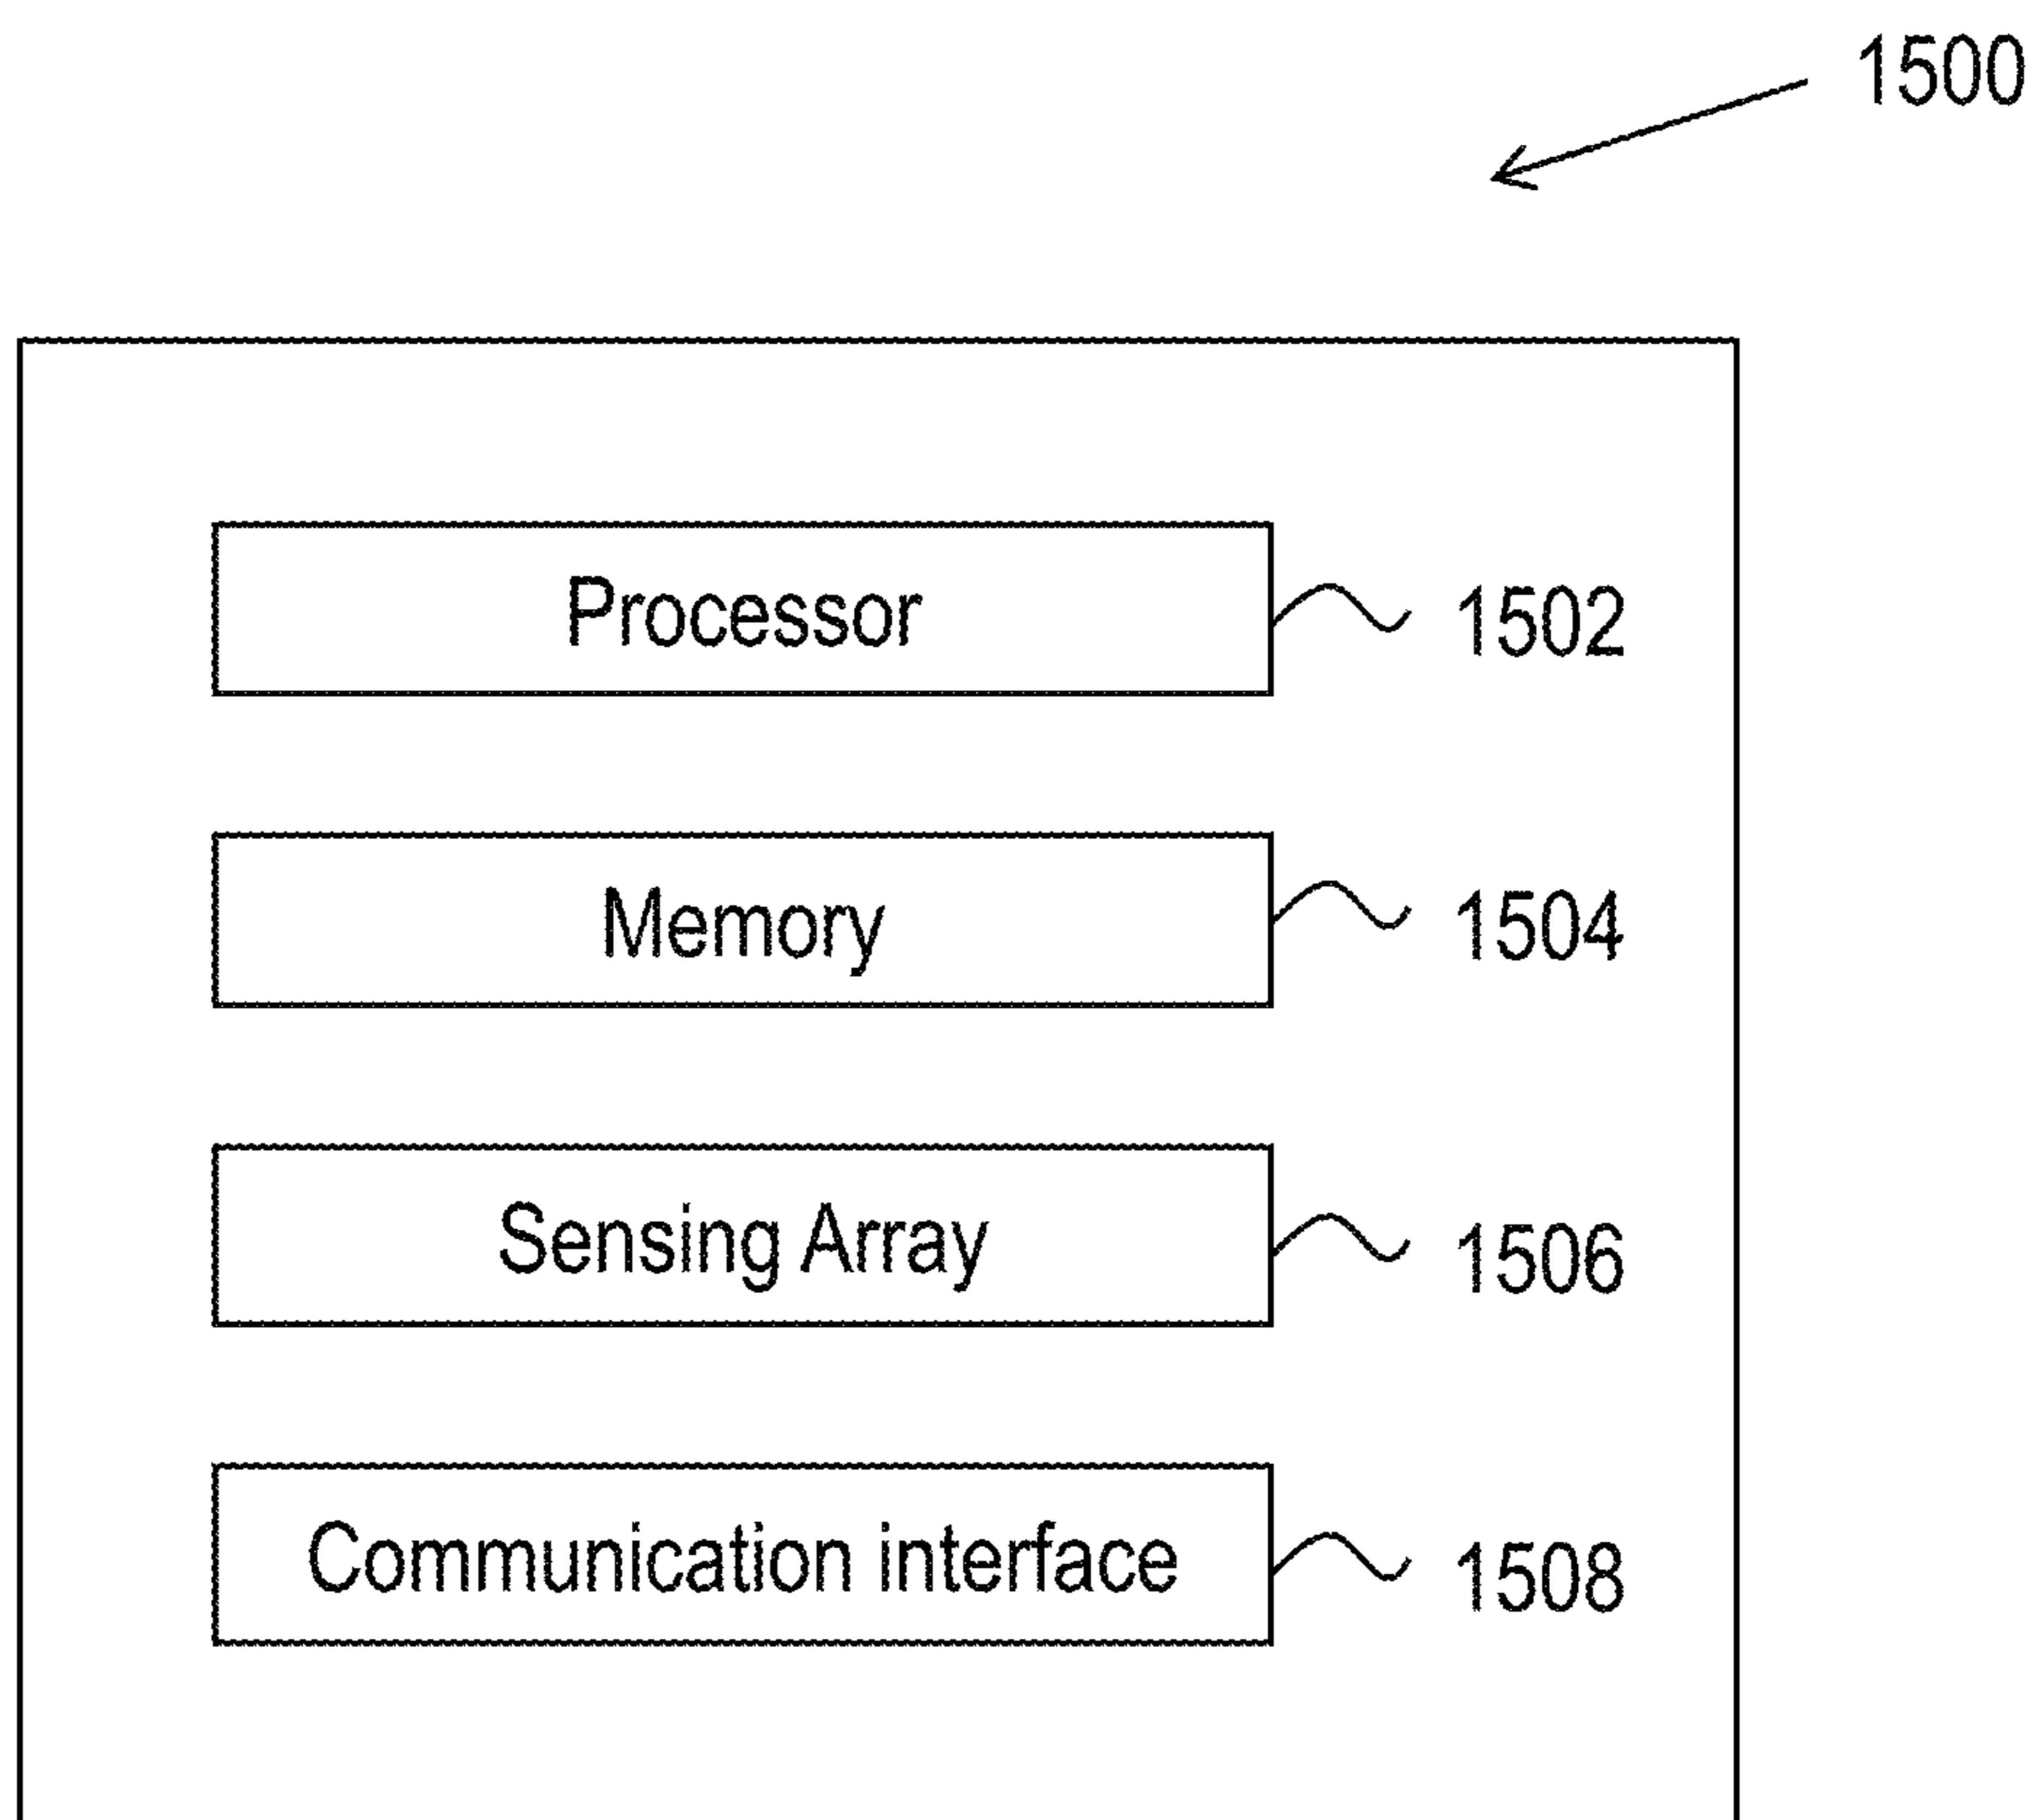 1500
Processor 1502
Memory 1504
Sensing Array 1506
Communication interface 1508